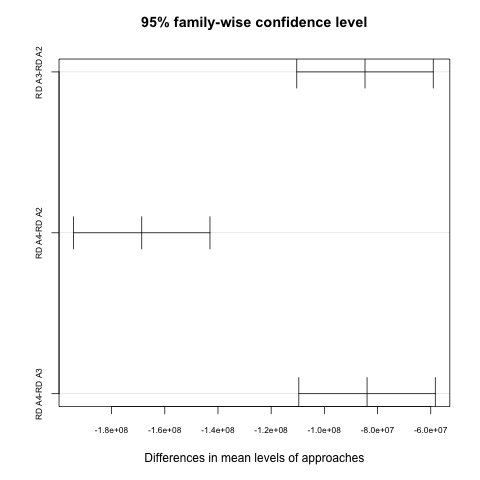 95% family-wise confidence level
RD A3-RD A2
RD A4-RD A2
RD A4-RD A3
-1.8e+08 -1.6e+08 -1.4e+08 -1.2e+08 -1.0e+08 -8.0e+07 -6.0e+07
Differences in mean levels of approaches